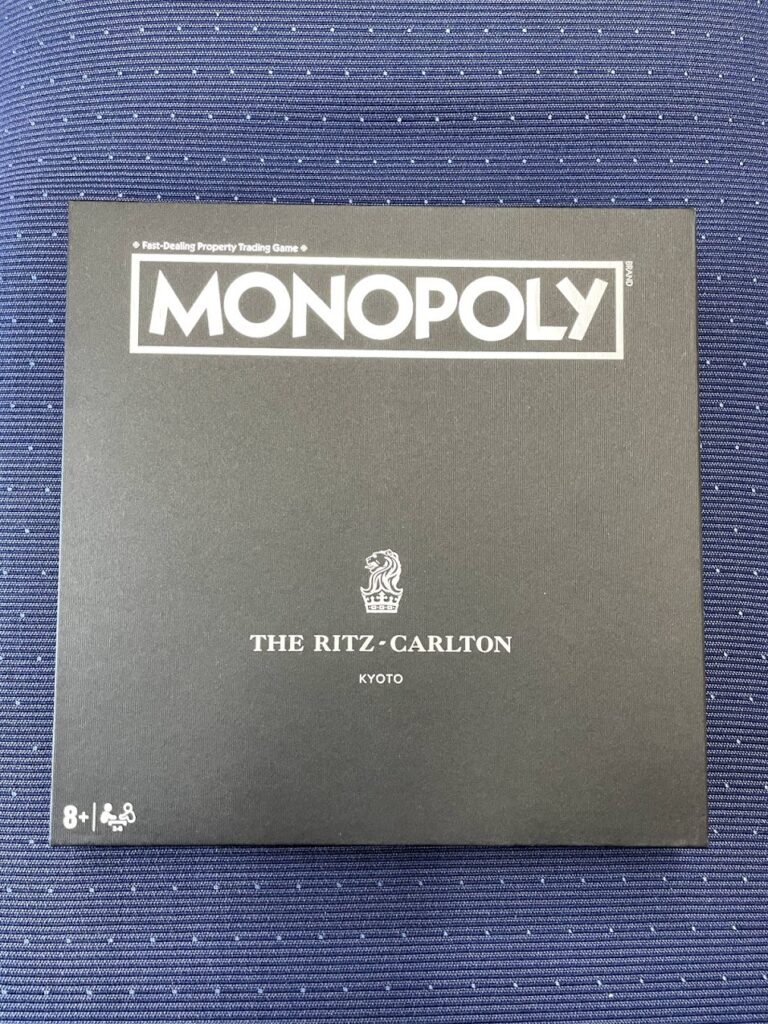 ❖ Fast-Dealing Property Trading Game ❖
MONOPOLY
BRAND
THE RITZ-CARLTON
KYOTO
8+